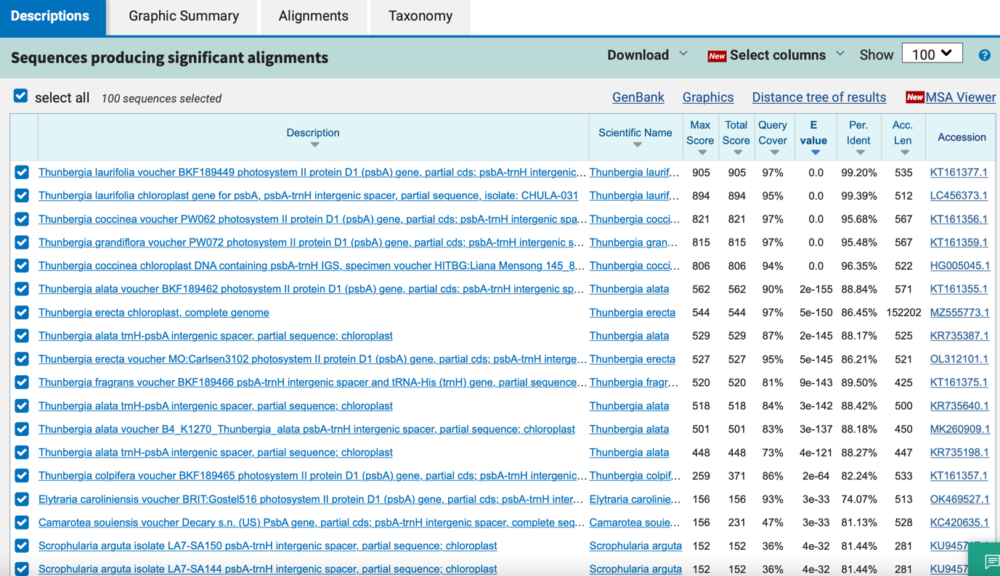 Descriptions Graphic Summary Alignments Taxonomy
Sequences producing significant alignments Download New Select columns Show 100 ?
select all 100 sequences selected GenBank Graphics Distance tree of results New MSA Viewer
Description Scientific Name Max Score Total Score Query Cover E value Per. Ident Acc. Len Accession
Thunbergia laurifolia voucher BKF189449 photosystem II protein D1 (psbA) gene, partial cds; psbA-trnH intergenic... Thunbergia laurif... 905 905 97% 0.0 99.20% 535 KT161377.1
Thunbergia laurifolia chloroplast gene for psbA, psbA-trnH intergenic spacer, partial sequence, isolate: CHULA-031 Thunbergia laurif... 894 894 95% 0.0 99.39% 512 LC456373.1
Thunbergia coccinea voucher PW062 photosystem II protein D1 (psbA) gene, partial cds; psbA-trnH intergenic spa... Thunbergia cocci... 821 821 97% 0.0 95.68% 567 KT161356.1
Thunbergia grandiflora voucher PW072 photosystem II protein D1 (psbA) gene, partial cds; psbA-trnH intergenic s... Thunbergia gran... 815 815 97% 0.0 95.48% 567 KT161359.1
Thunbergia coccinea chloroplast DNA containing psbA-trnH IGS, specimen voucher HITBG:Liana Mensong 145_8... Thunbergia cocci... 806 806 94% 0.0 96.35% 522 HG005045.1
Thunbergia alata voucher BKF189462 photosystem II protein D1 (psbA) gene, partial cds; psbA-trnH intergenic sp... Thunbergia alata 562 562 90% 2e-155 88.84% 571 KT161355.1
Thunbergia erecta chloroplast, complete genome Thunbergia erecta 544 544 97% 5e-150 86.45% 152202 MZ555773.1
Thunbergia alata trnH-psbA intergenic spacer, partial sequence; chloroplast Thunbergia alata 529 529 87% 2e-145 88.17% 525 KR735387.1
Thunbergia erecta voucher MO:Carlsen3102 photosystem II protein D1 (psbA) gene, partial cds; psbA-trnH interge... Thunbergia erecta 527 527 95% 5e-145 86.21% 521 OL312101.1
Thunbergia fragrans voucher BKF189466 psbA-trnH intergenic spacer and tRNA-His (trnH) gene, partial sequence... Thunbergia fragr... 520 520 81% 9e-143 89.50% 425 KT161375.1
Thunbergia alata trnH-psbA intergenic spacer, partial sequence; chloroplast Thunbergia alata 518 518 84% 3e-142 88.42% 500 KR735640.1
Thunbergia alata voucher B4_K1270_Thunbergia_alata psbA-trnH intergenic spacer, partial sequence; chloroplast Thunbergia alata 501 501 83% 3e-137 88.18% 450 MK260909.1
Thunbergia alata trnH-psbA intergenic spacer, partial sequence; chloroplast Thunbergia alata 448 448 73% 4e-121 88.27% 447 KR735198.1
Thunbergia colpifera voucher BKF189465 photosystem II protein D1 (psbA) gene, partial cds; psbA-trnH intergenic... Thunbergia colpif... 259 371 86% 2e-64 82.24% 533 KT161357.1
Elytraria caroliniensis voucher BRIT:Gostel516 photosystem II protein D1 (psbA) gene, partial cds; psbA-trnH inter... Elytraria carolinie... 156 156 93% 3e-33 74.07% 513 OK469527.1
Camarotea souiensis voucher Decary s.n. (US) PsbA gene, partial cds; psbA-trnH intergenic spacer, complete seq... Camarotea souie... 156 231 47% 3e-33 81.13% 528 KC420635.1
Scrophularia arguta isolate LA7-SA150 psbA-trnH intergenic spacer, partial sequence; chloroplast Scrophularia arguta 152 152 36% 4e-32 81.44% 281
Scrophularia arguta isolate LA7-SA144 psbA-trnH intergenic spacer, partial sequence; chloroplast Scrophularia arguta 152 152 36% 4e-32 81.44% 281